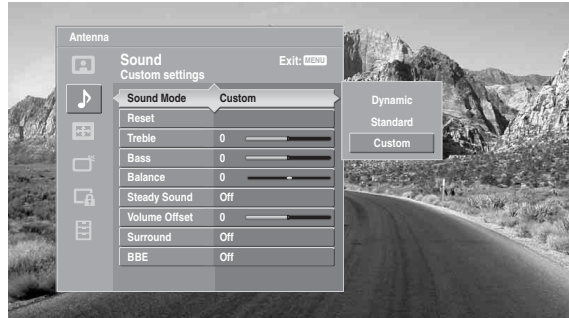 Antenna
Sound Exit: MENU
Custom settings
Sound Mode Custom
Reset
Treble 0
Bass 0
Balance 0
Steady Sound Off
Volume Offset 0
Surround Off
BBE Off
Dynamic
Standard
Custom